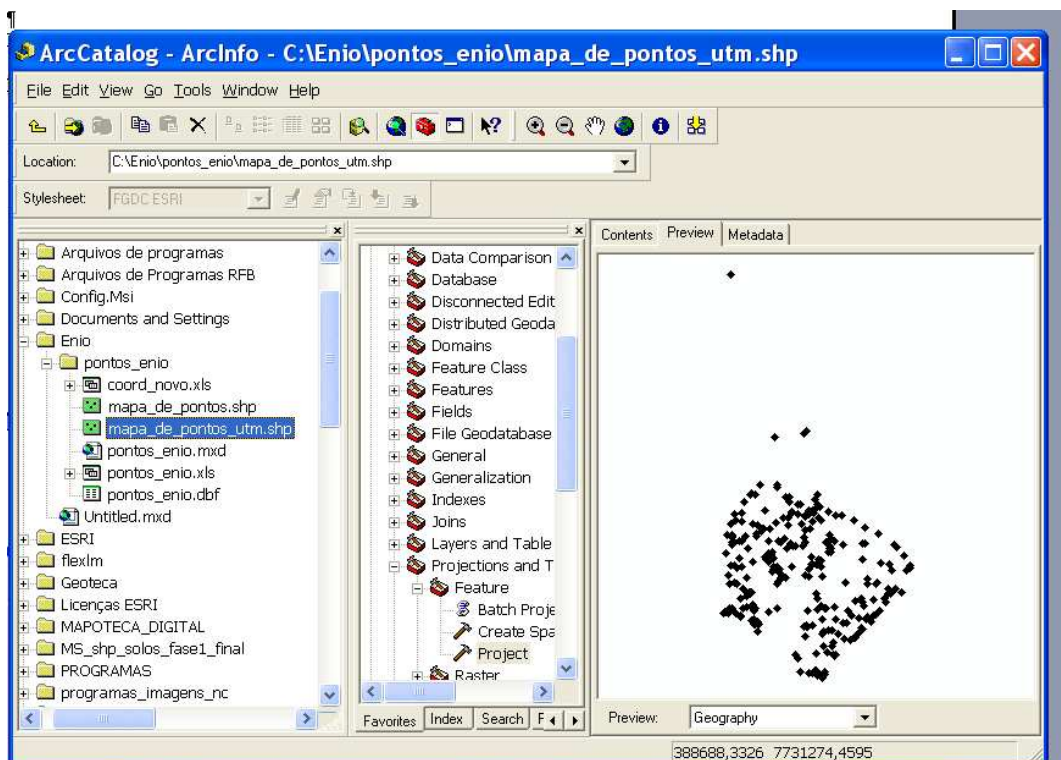 ¶
ArcCatalog - ArcInfo - C:\Enio\pontos_enio\mapa_de_pontos_utm.shp
File Edit View Go Tools Window Help
Location: C:\Enio\pontos_enio\mapa_de_pontos_utm.shp
Stylesheet: FGDC ESRI
Arquivos de programas
Arquivos de Programas RFB
Config.Msi
Documents and Settings
Enio
pontos_enio
coord_novo.xls
mapa_de_pontos.shp
mapa_de_pontos_utm.shp
pontos_enio.mxd
pontos_enio.xls
pontos_enio.dbf
Untitled.mxd
ESRI
flexlm
Geoteca
Licenças ESRI
MAPOTECA_DIGITAL
MS_shp_solos_fase1_final
PROGRAMAS
programas_imagens_nc
Data Comparison
Database
Disconnected Edit
Distributed Geoda
Domains
Feature Class
Features
Fields
File Geodatabase
General
Generalization
Indexes
Joins
Layers and Table
Projections and T
Feature
Batch Proje
Create Spa
Project
Raster
Favorites Index Search F
Contents Preview Metadata
Preview: Geography
388688,3326 7731274,4595